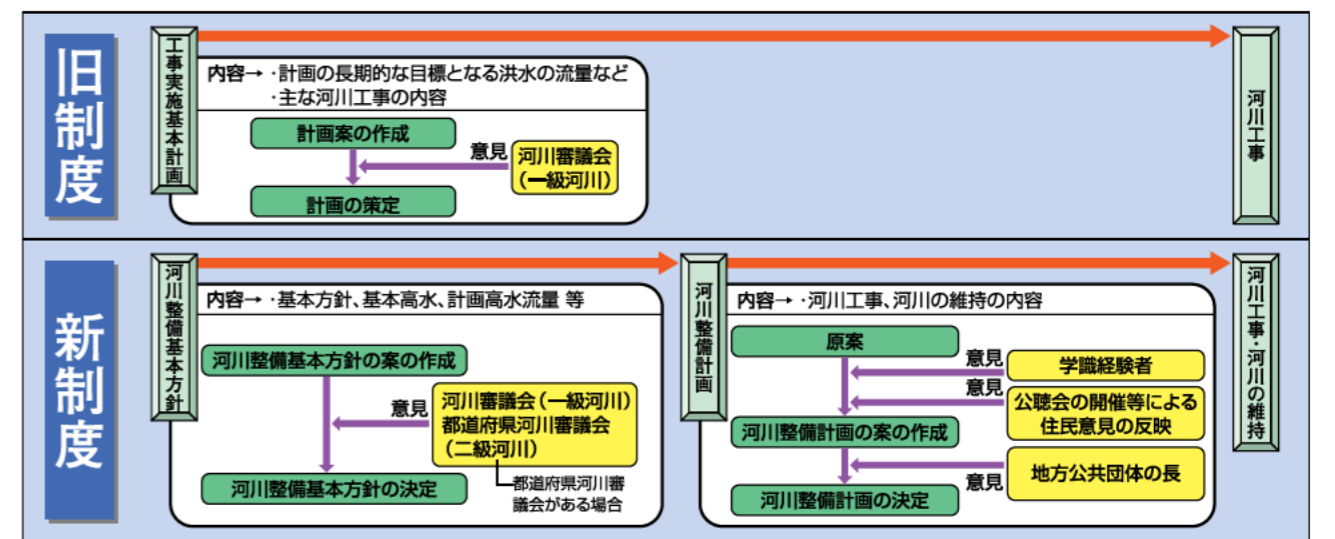 旧制度
工事実施基本計画
内容→ ・計画の長期的な目標となる洪水の流量など
・主な河川工事の内容
計画案の作成
意見
河川審議会
（一級河川）
計画の策定
河川工事
新制度
河川整備基本方針
内容→ ・基本方針、基本高水、計画高水流量 等
河川整備基本方針の案の作成
意見
河川審議会（一級河川）
都道府県河川審議会
（二級河川）
都道府県河川審
議会がある場合
河川整備基本方針の決定
河川整備計画
内容→ ・河川工事、河川の維持の内容
原案
意見
学識経験者
意見
公聴会の開催等による
住民意見の反映
河川整備計画の案の作成
意見
地方公共団体の長
河川整備計画の決定
河川工事・河川の維持